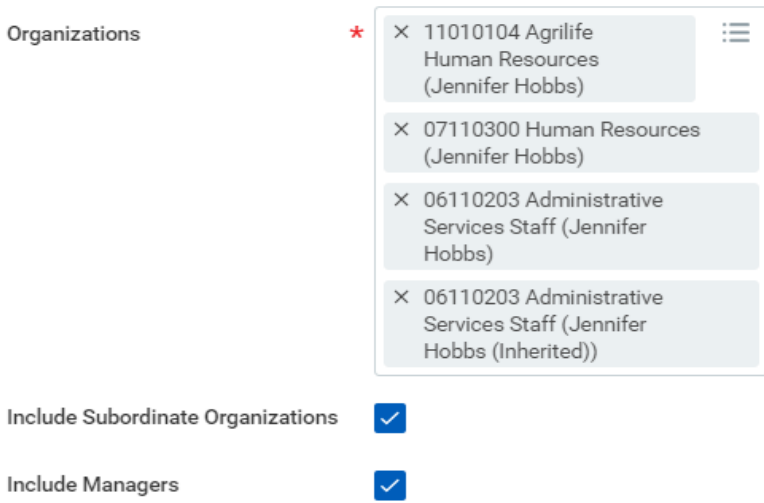 Organizations *
× 11010104 Agrilife
Human Resources
(Jennifer Hobbs)
× 07110300 Human Resources
(Jennifer Hobbs)
× 06110203 Administrative
Services Staff (Jennifer
Hobbs)
× 06110203 Administrative
Services Staff (Jennifer
Hobbs (Inherited))
Include Subordinate Organizations
Include Managers